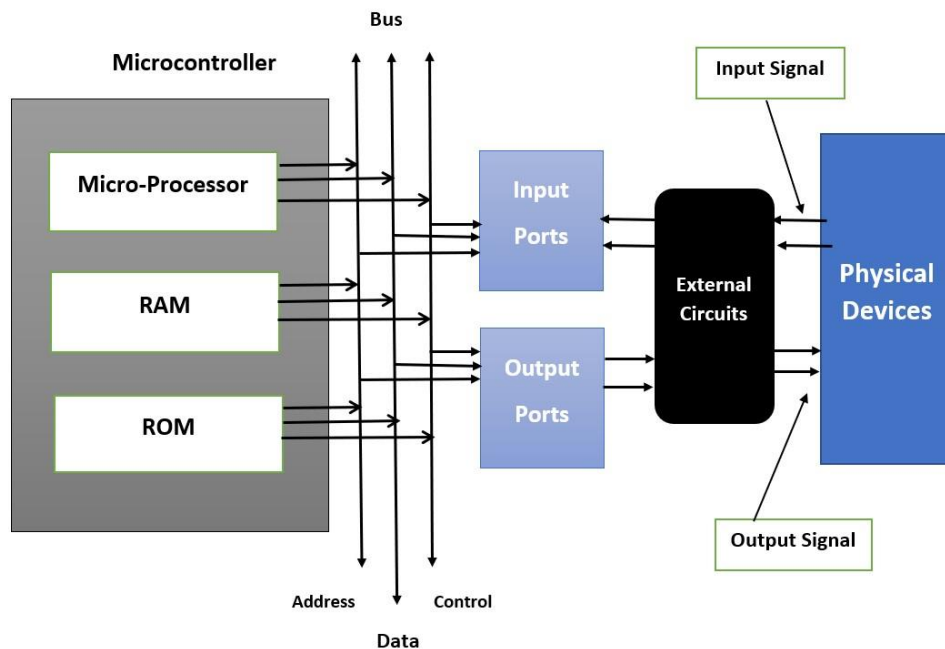 Bus
Microcontroller
Input Signal
Micro-Processor
Input
Ports
RAM
External
Circuits
Physical
Devices
Output
Ports
ROM
Output Signal
Address
Control
Data